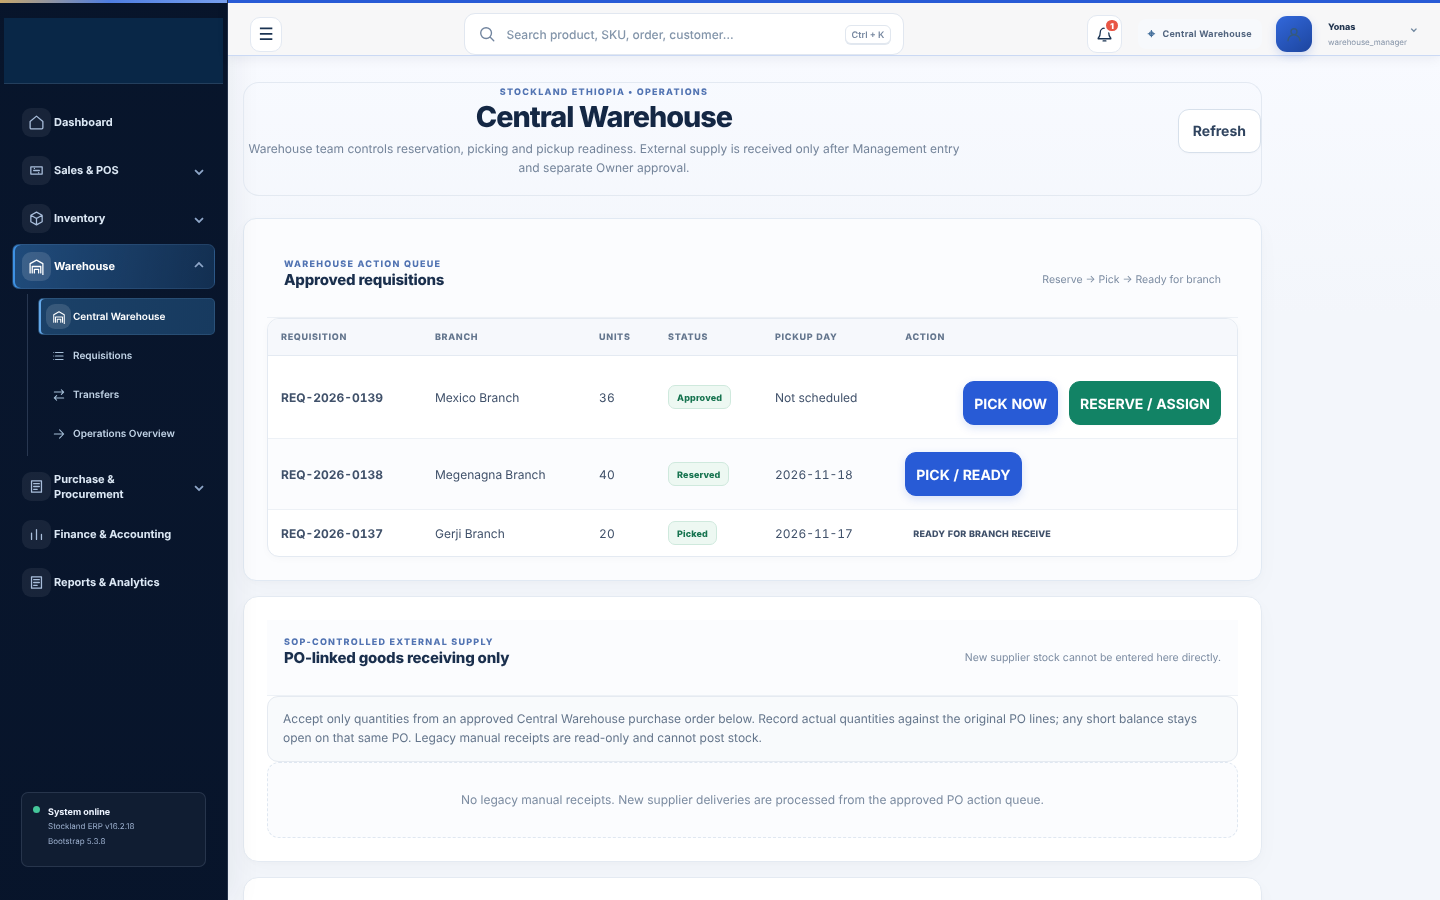 Search product, SKU, order, customer...
Ctrl + K
1
Central Warehouse
Yonas
warehouse_manager
Dashboard
Sales & POS
Inventory
Warehouse
Central Warehouse
Requisitions
Transfers
Operations Overview
Purchase &
Procurement
Finance & Accounting
Reports & Analytics
System online
Stockland ERP v16.2.18
Bootstrap 5.3.8
STOCKLAND ETHIOPIA • OPERATIONS
Central Warehouse
Warehouse team controls reservation, picking and pickup readiness. External supply is received only after Management entry
and separate Owner approval.
Refresh
WAREHOUSE ACTION QUEUE
Approved requisitions
Reserve → Pick → Ready for branch
REQUISITION BRANCH UNITS STATUS PICKUP DAY ACTION
REQ-2026-0139 Mexico Branch 36 Approved Not scheduled PICK NOW RESERVE / ASSIGN
REQ-2026-0138 Megenagna Branch 40 Reserved 2026-11-18 PICK / READY
REQ-2026-0137 Gerji Branch 20 Picked 2026-11-17 READY FOR BRANCH RECEIVE
SOP-CONTROLLED EXTERNAL SUPPLY
PO-linked goods receiving only
New supplier stock cannot be entered here directly.
Accept only quantities from an approved Central Warehouse purchase order below. Record actual quantities against the original PO lines; any short balance stays
open on that same PO. Legacy manual receipts are read-only and cannot post stock.
No legacy manual receipts. New supplier deliveries are processed from the approved PO action queue.